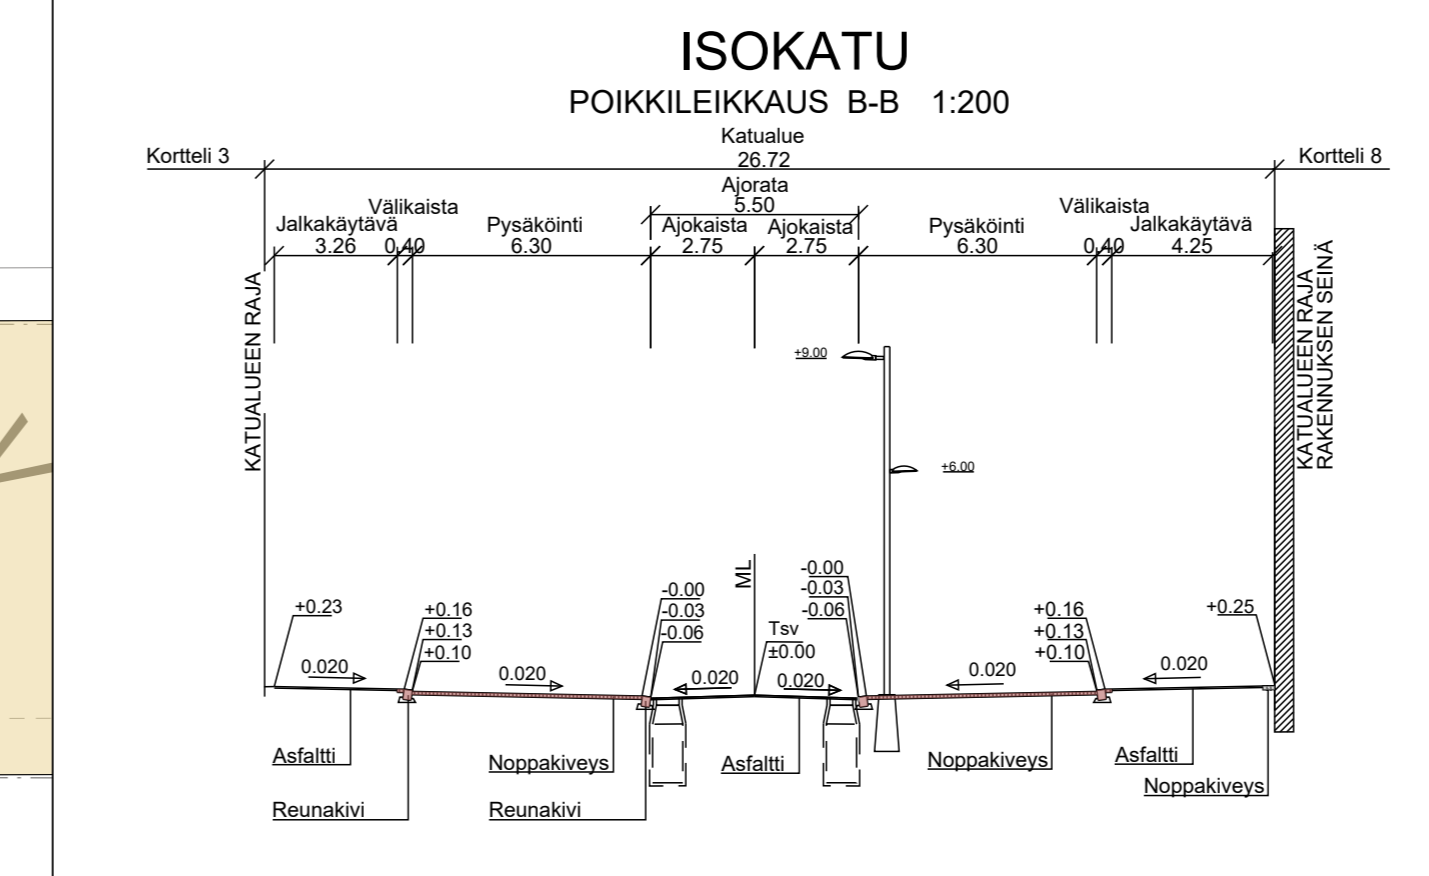 ISOKATU
POIKKILEIKKAUS B-B 1:200
Katualue
Kortteli 3
26.72
Kortteli 8
Ajorata
5.50
Välikaista
Välikaista
Jalkakäytävä
Pysäköinti
Ajokaista
Ajokaista
Pysäköinti
Jalkakäytävä
3.26
0.40
6.30
2.75
2.75
6.30
0.40
4.25
KATUALUEEN RAJA
KATUALUEEN RAJA
RAKENNUKSEN SEINÄ
+9.00
+6.00
ML
-0.00
-0.03
-0.06
-0.00
-0.03
-0.06
+0.23
+0.16
+0.13
+0.10
Tsv
±0.00
+0.16
+0.13
+0.10
+0.25
0.020
0.020
0.020
0.020
0.020
0.020
Asfaltti
Noppakiveys
Asfaltti
Noppakiveys
Asfaltti
Noppakiveys
Reunakivi
Reunakivi